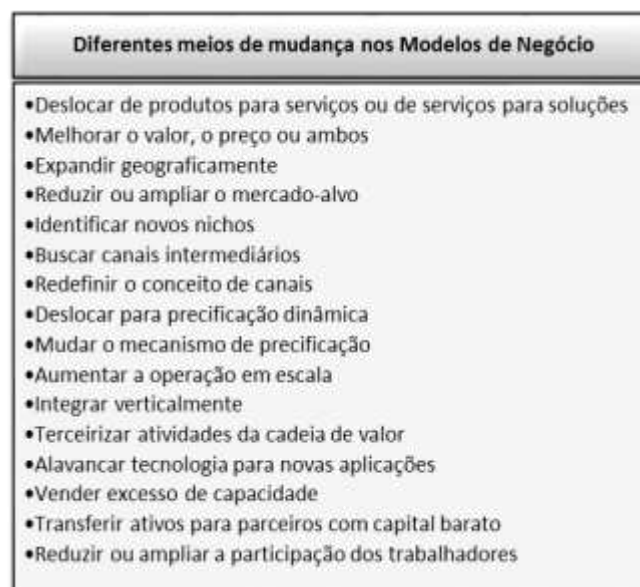 Diferentes meios de mudança nos Modelos de Negócio
•Deslocar de produtos para serviços ou de serviços para soluções
•Melhorar o valor, o preço ou ambos
•Expandir geograficamente
•Reduzir ou ampliar o mercado-alvo
•Identificar novos nichos
•Buscar canais intermediários
•Redefinir o conceito de canais
•Deslocar para precificação dinâmica
•Mudar o mecanismo de precificação
•Aumentar a operação em escala
•Integrar verticalmente
•Terceirizar atividades da cadeia de valor
•Alavancar tecnologia para novas aplicações
•Vender excesso de capacidade
•Transferir ativos para parceiros com capital barato
•Reduzir ou ampliar a participação dos trabalhadores